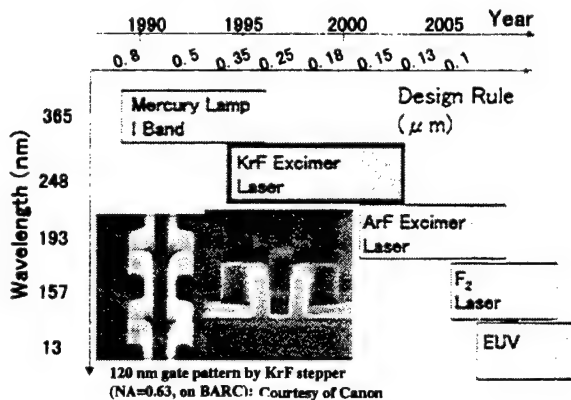 1990 1995 2000 2005 Year
0.8 0.5 0.35 0.25 0.18 0.15 0.13 0.1
Design Rule
(μm)
Wavelength (nm)
365
248
193
157
13
Mercury Lamp
I Band
KrF Excimer
Laser
ArF Excimer
Laser
F₂
Laser
EUV
120 nm gate pattern by KrF stepper
(NA=0.63, on BARC): Courtesy of Canon